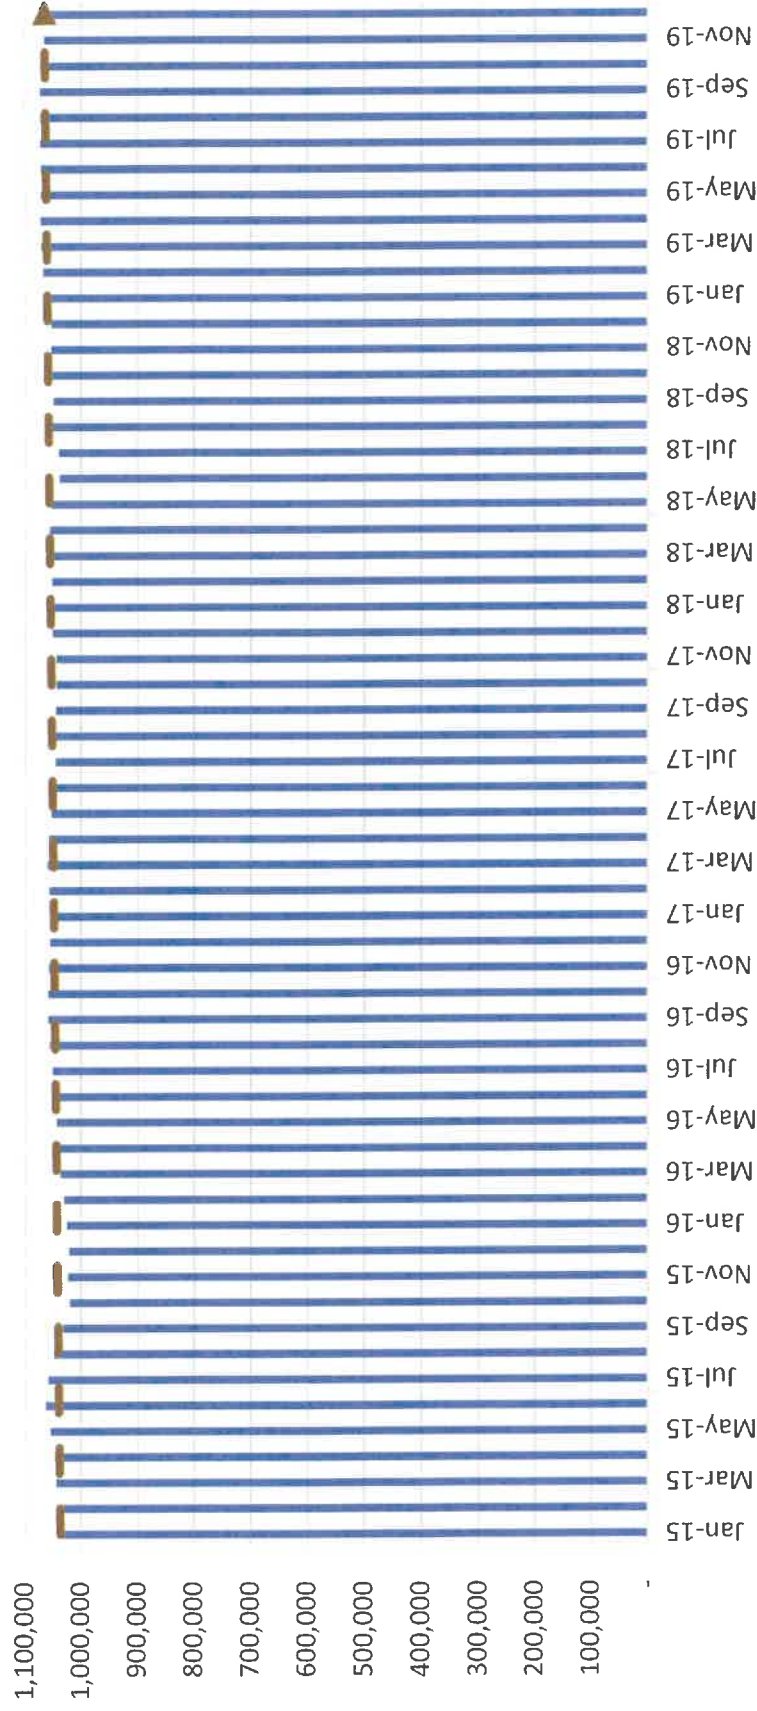 1,100,000
1,000,000
900,000
800,000
700,000
600,000
500,000
400,000
300,000
200,000
100,000
-
Jan-15
Mar-15
May-15
Jul-15
Sep-15
Nov-15
Jan-16
Mar-16
May-16
Jul-16
Sep-16
Nov-16
Jan-17
Mar-17
May-17
Jul-17
Sep-17
Nov-17
Jan-18
Mar-18
May-18
Jul-18
Sep-18
Nov-18
Jan-19
Mar-19
May-19
Jul-19
Sep-19
Nov-19